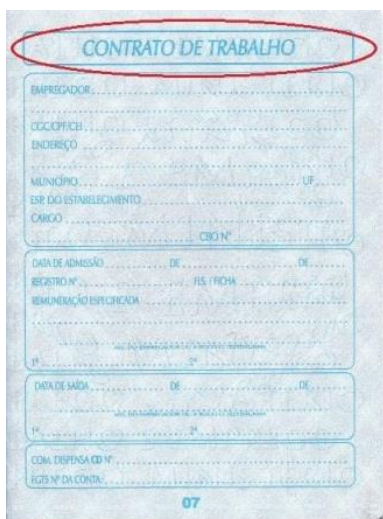 CONTRATO DE TRABALHO
EMPREGADOR
CGC/CPF/CEI
ENDEREÇO
MUNICÍPIO UF
ESP. DO ESTABELECIMENTO
CARGO
CBO Nº
DATA DE ADMISSÃO DE DE
REGISTRO Nº FLS. / FICHA
REMUNERAÇÃO ESPECIFICADA
1º 2º
DATA DE SAÍDA DE DE
1º 2º
COM. DISPENSA CD Nº
FGTS Nº DA CONTA
07